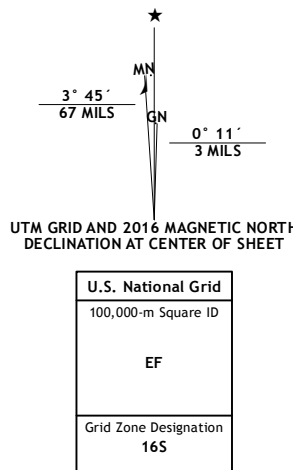 MN
3° 45´
67 MILS
GN
0° 11´
3 MILS
UTM GRID AND 2016 MAGNETIC NORTH
DECLINATION AT CENTER OF SHEET
U.S. National Grid
100,000-m Square ID
EF
Grid Zone Designation
16S